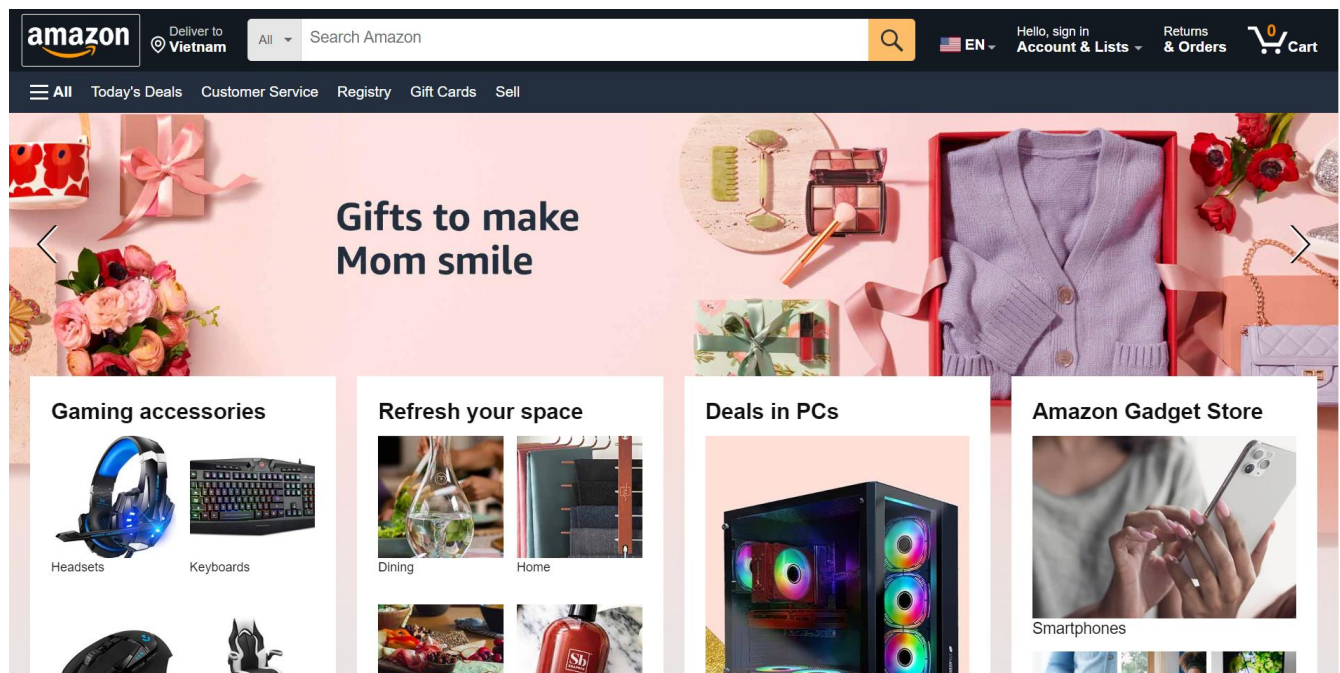 amazon
Deliver to
Vietnam
All
Search Amazon
EN
Hello, sign in
Account & Lists
Returns
& Orders
0
Cart
All
Today's Deals
Customer Service
Registry
Gift Cards
Sell
Gifts to make
Mom smile
Gaming accessories
Headsets
Keyboards
Refresh your space
Dining
Home
Sb
Deals in PCs
Amazon Gadget Store
Smartphones